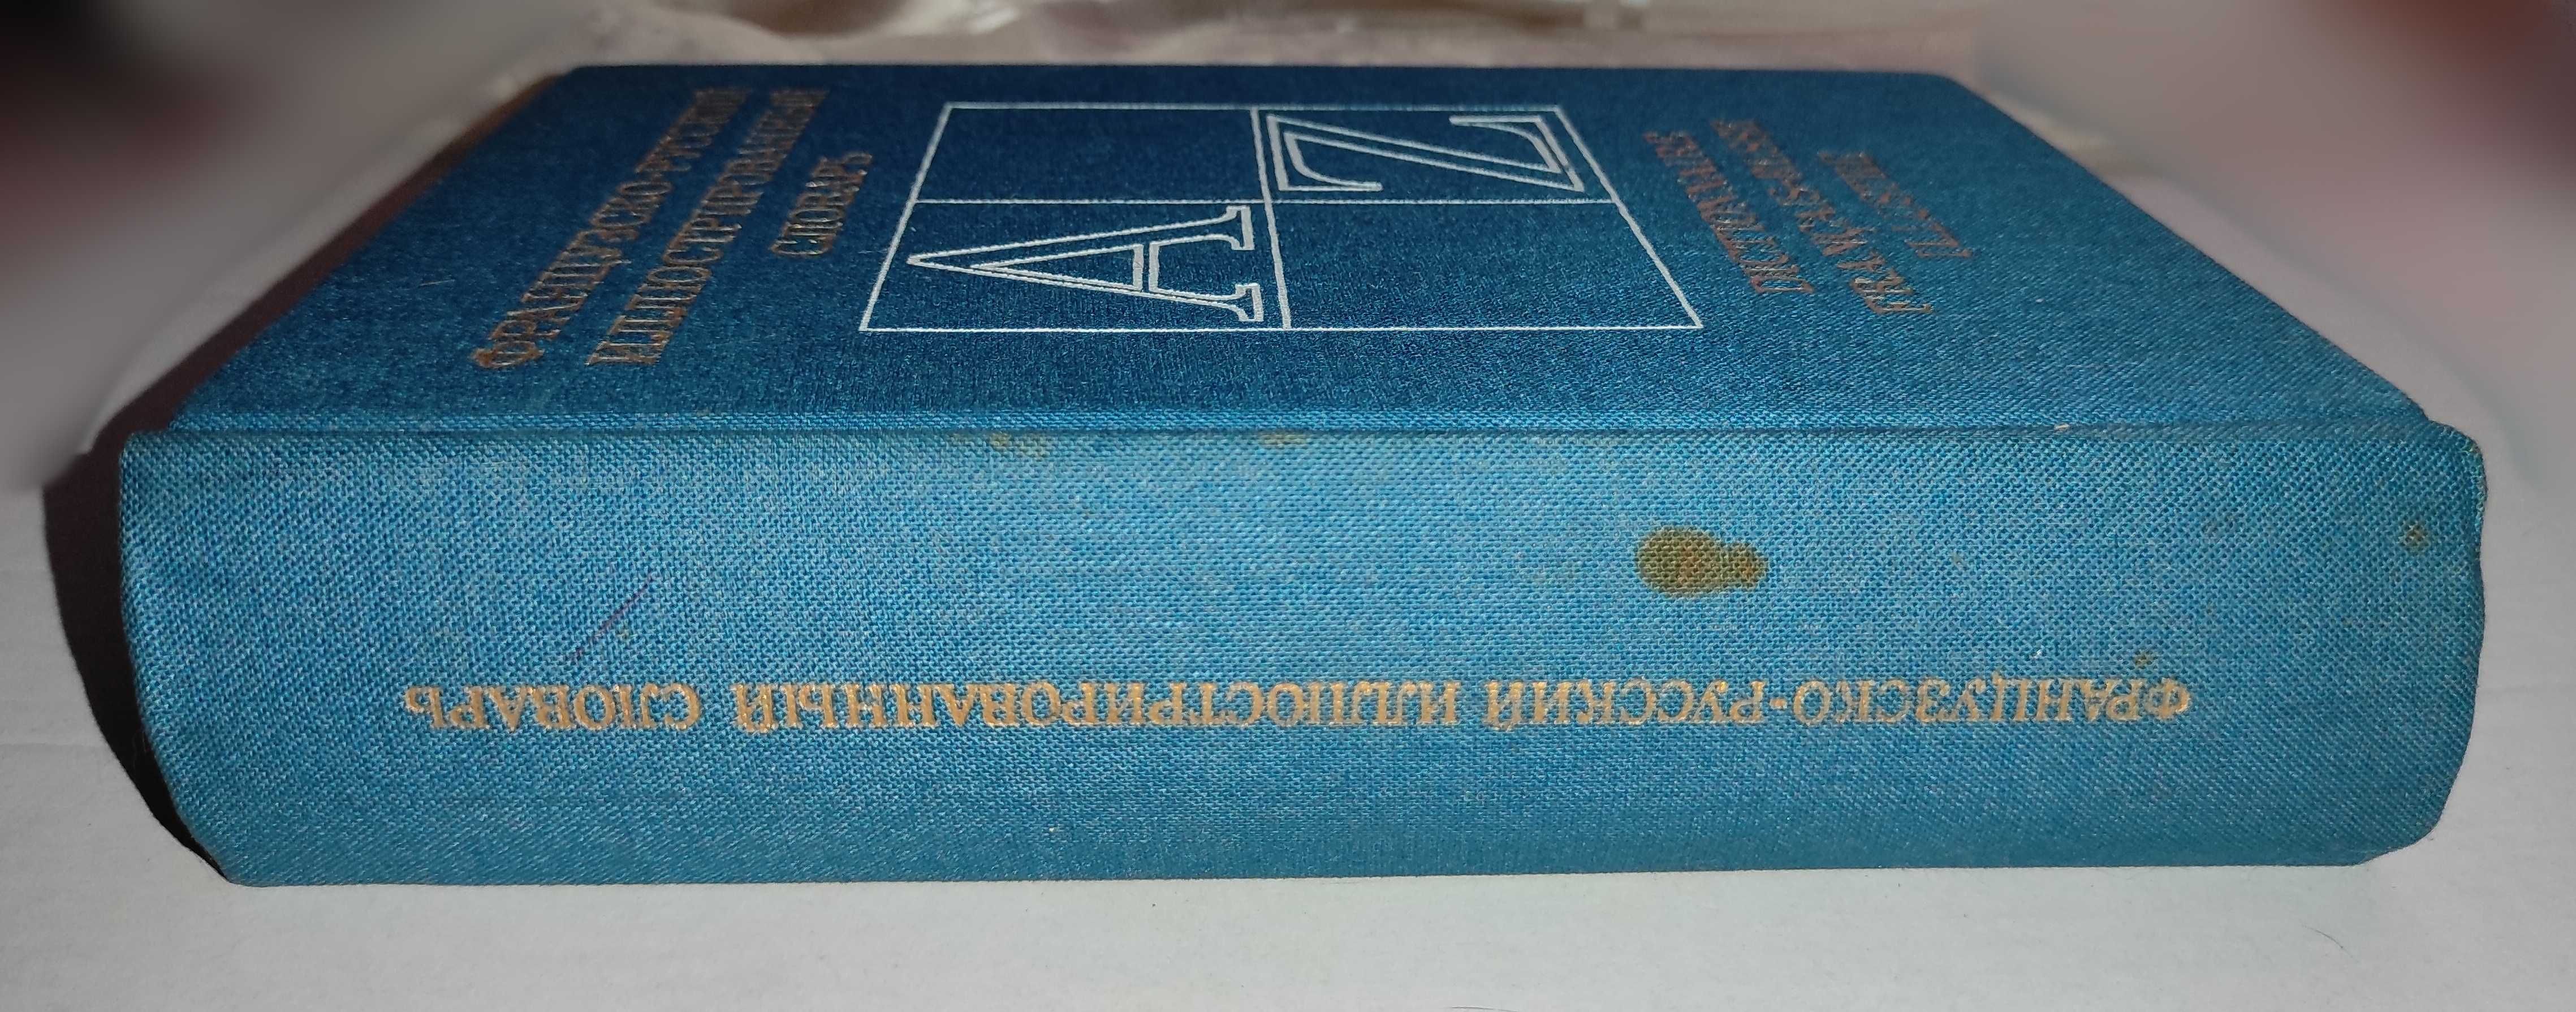 ФРАНЦУЗСКО-РУССКИЙ
ИЛЛЮСТРИРОВАННЫЙ
СЛОВАРЬ
A
Z
DICTIONNAIRE
FRANÇAIS-RUSSE
ILLUSTRÉ
ФРАНЦУЗСКО-РУССКИЙ ИЛЛЮСТРИРОВАННЫЙ СЛОВАРЬ